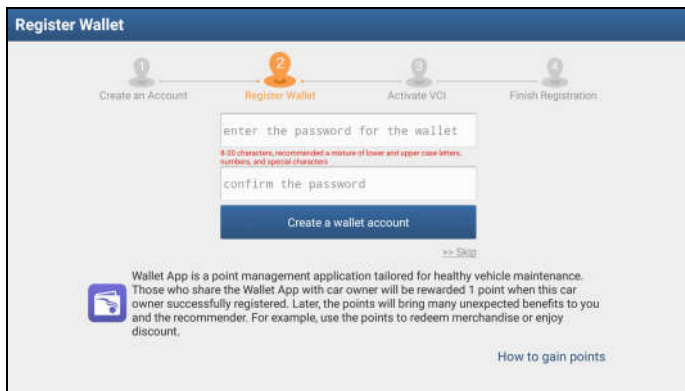 Register Wallet
1
2
3
4
Create an Account
Register Wallet
Activate VCI
Finish Registration
enter the password for the wallet
8-20 characters, recommended a mixture of lower and upper case letters,
numbers, and special characters
confirm the password
Create a wallet account
>> Skip
Wallet App is a point management application tailored for healthy vehicle maintenance.
Those who share the Wallet App with car owner will be rewarded 1 point when this car
owner successfully registered. Later, the points will bring many unexpected benefits to you
and the recommender. For example, use the points to redeem merchandise or enjoy
discount.
How to gain points